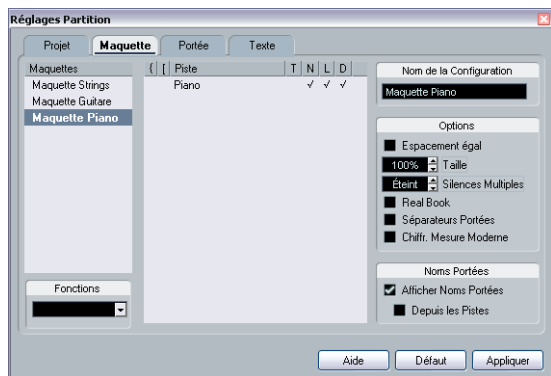 Réglages Partition
Projet Maquette Portée Texte
Maquettes
Maquette Strings
Maquette Guitare
Maquette Piano
Fonctions
{ [ Piste T N L D
Piano √ √ √
Nom de la Configuration
Maquette Piano
Options
Espacement égal
100% Taille
Éteint Silences Multiples
Real Book
Séparateurs Portées
Chiffr. Mesure Moderne
Noms Portées
Afficher Noms Portées
Depuis les Pistes
Aide Défaut Appliquer